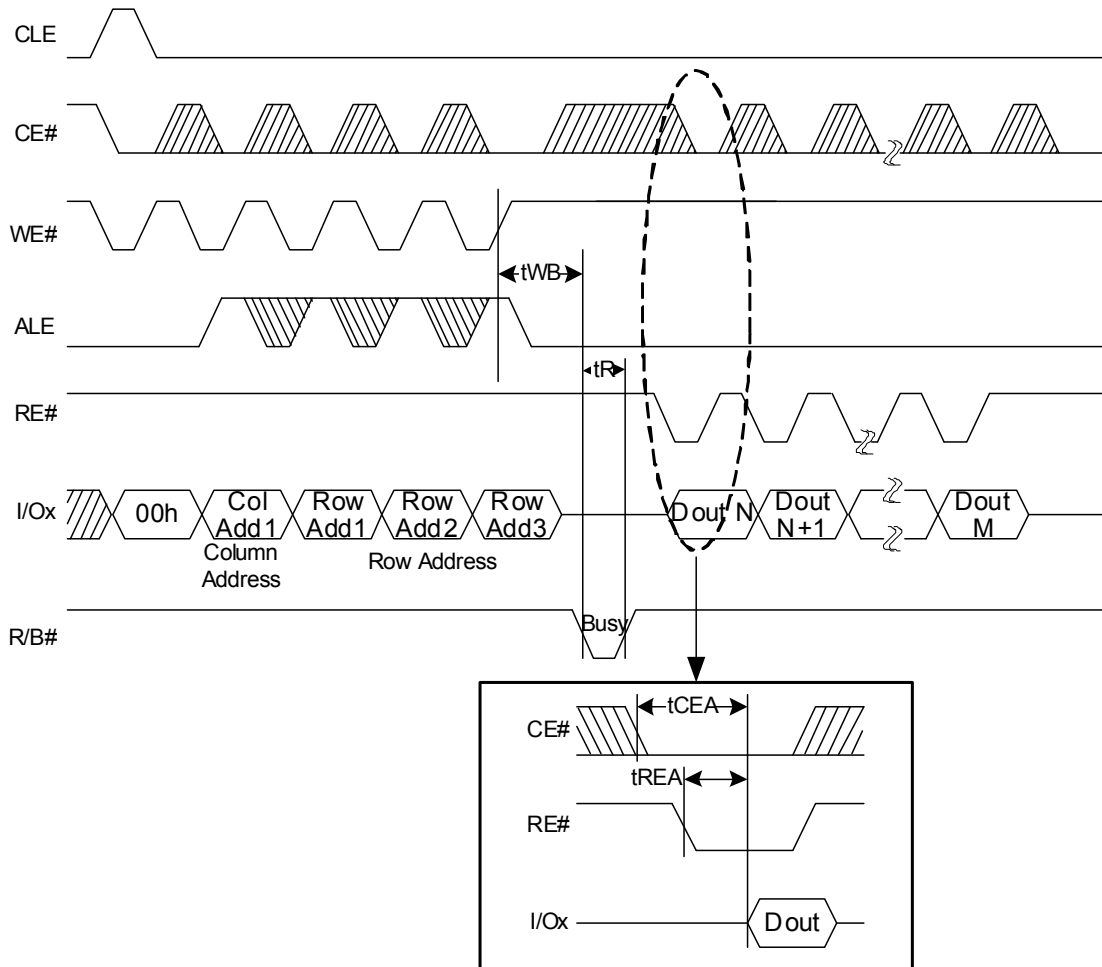 CLE
CE#
WE#
tWB
ALE
tR
RE#
I/Ox
00h
Col
Add1
Row
Add1
Row
Add2
Row
Add3
Dout N
Dout
N+1
Dout
M
Column
Address
Row Address
R/B#
Busy
CE#
tCEA
tREA
RE#
I/Ox
Dout